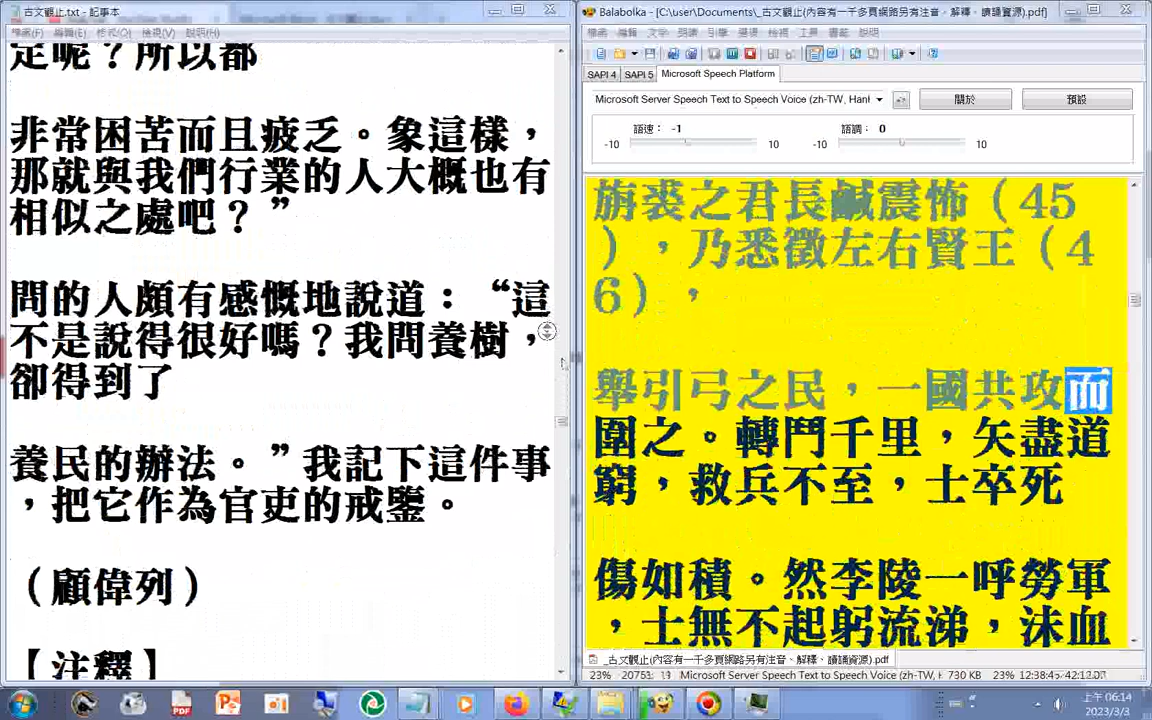 古文觀止.txt - 記事本
檔案(F) 編輯(E) 格式(O) 檢視(V) 說明(H)
定呢？所以都
非常困苦而且疲乏。象這樣，
那就與我們行業的人大概也有
相似之處吧？”
問的人頗有感慨地說道：“這
不是說得很好嗎？我問養樹，
卻得到了
養民的辦法。”我記下這件事
，把它作為官吏的戒鑒。
（顧偉列）
【注釋】
Balabolka - [C:\user\Documents\_古文觀止(內容有一千多頁網路另有注音、解釋、讀誦資源).pdf]
SAPI 4 SAPI 5 Microsoft Speech Platform
Microsoft Server Speech Text to Speech Voice (zh-TW, Hanl
關於
預設
語速： -1
語調： 0
-10 10 -10 10
旃裘之君長鹹震怖（45
），乃悉徵左右賢王（4
6），
舉引弓之民，一國共攻而
圍之。轉鬥千里，矢盡道
窮，救兵不至，士卒死
傷如積。然李陵一呼勞軍
，士無不起躬流涕，沬血
_古文觀止(內容有一千多頁網路另有注音、解釋、讀誦資源).pdf
Microsoft Server Speech Text to Speech Voice (zh-TW, H
730 KB
23%
上午 06:14
2023/3/3